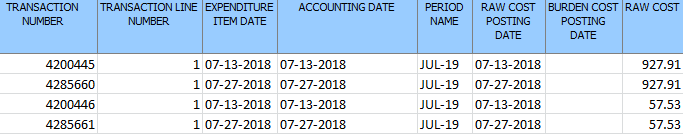 TRANSACTION NUMBER TRANSACTION LINE NUMBER EXPENDITURE ITEM DATE ACCOUNTING DATE PERIOD NAME RAW COST POSTING DATE BURDEN COST POSTING DATE RAW COST
4200445 1 07-13-2018 07-13-2018 JUL-19 07-13-2018 927.91
4285660 1 07-27-2018 07-27-2018 JUL-19 07-27-2018 927.91
4200446 1 07-13-2018 07-13-2018 JUL-19 07-13-2018 57.53
4285661 1 07-27-2018 07-27-2018 JUL-19 07-27-2018 57.53